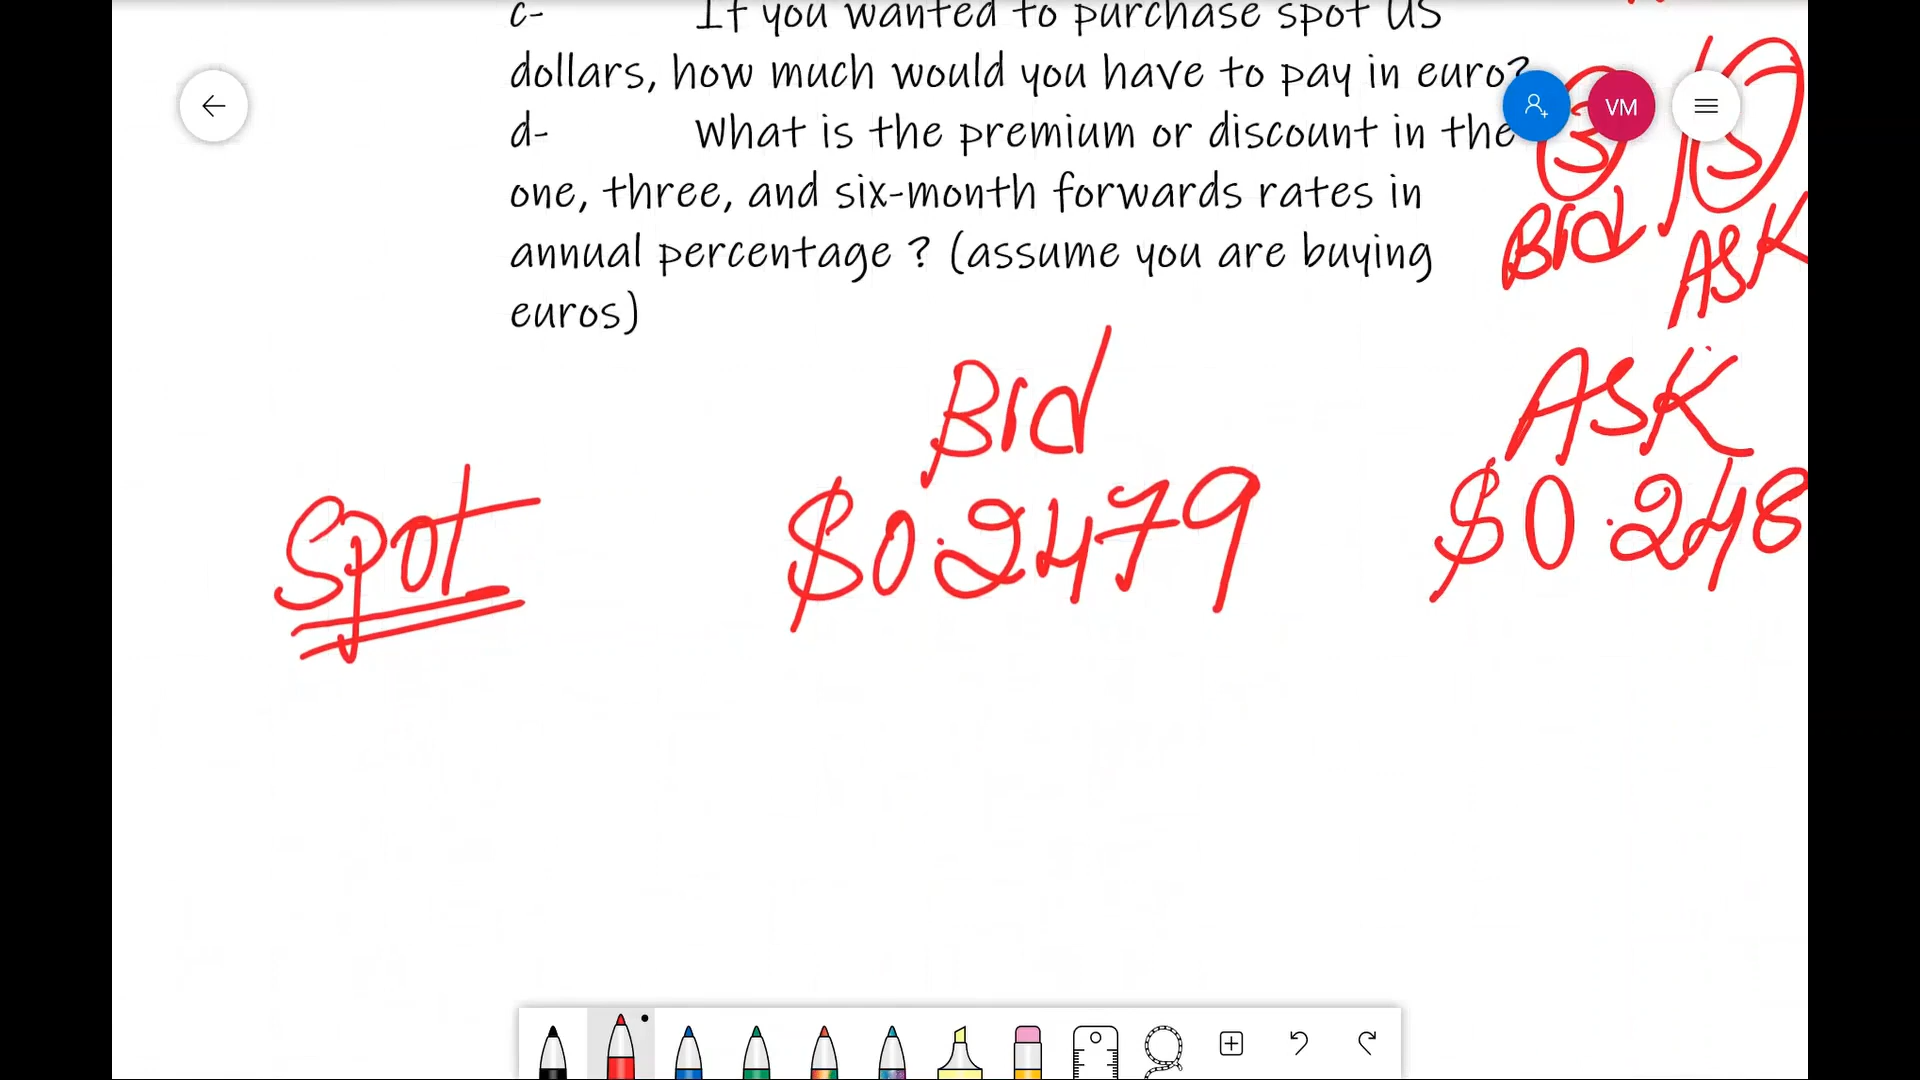 c- If you wanted to purchase spot US
dollars, how much would you have to pay in euro?
d- What is the premium or discount in the
one, three, and six-month forwards rates in
annual percentage ? (assume you are buying
euros)
VM
3 / 5
Bid ASK
Bid ASK
Spot $0.2479 $0.248